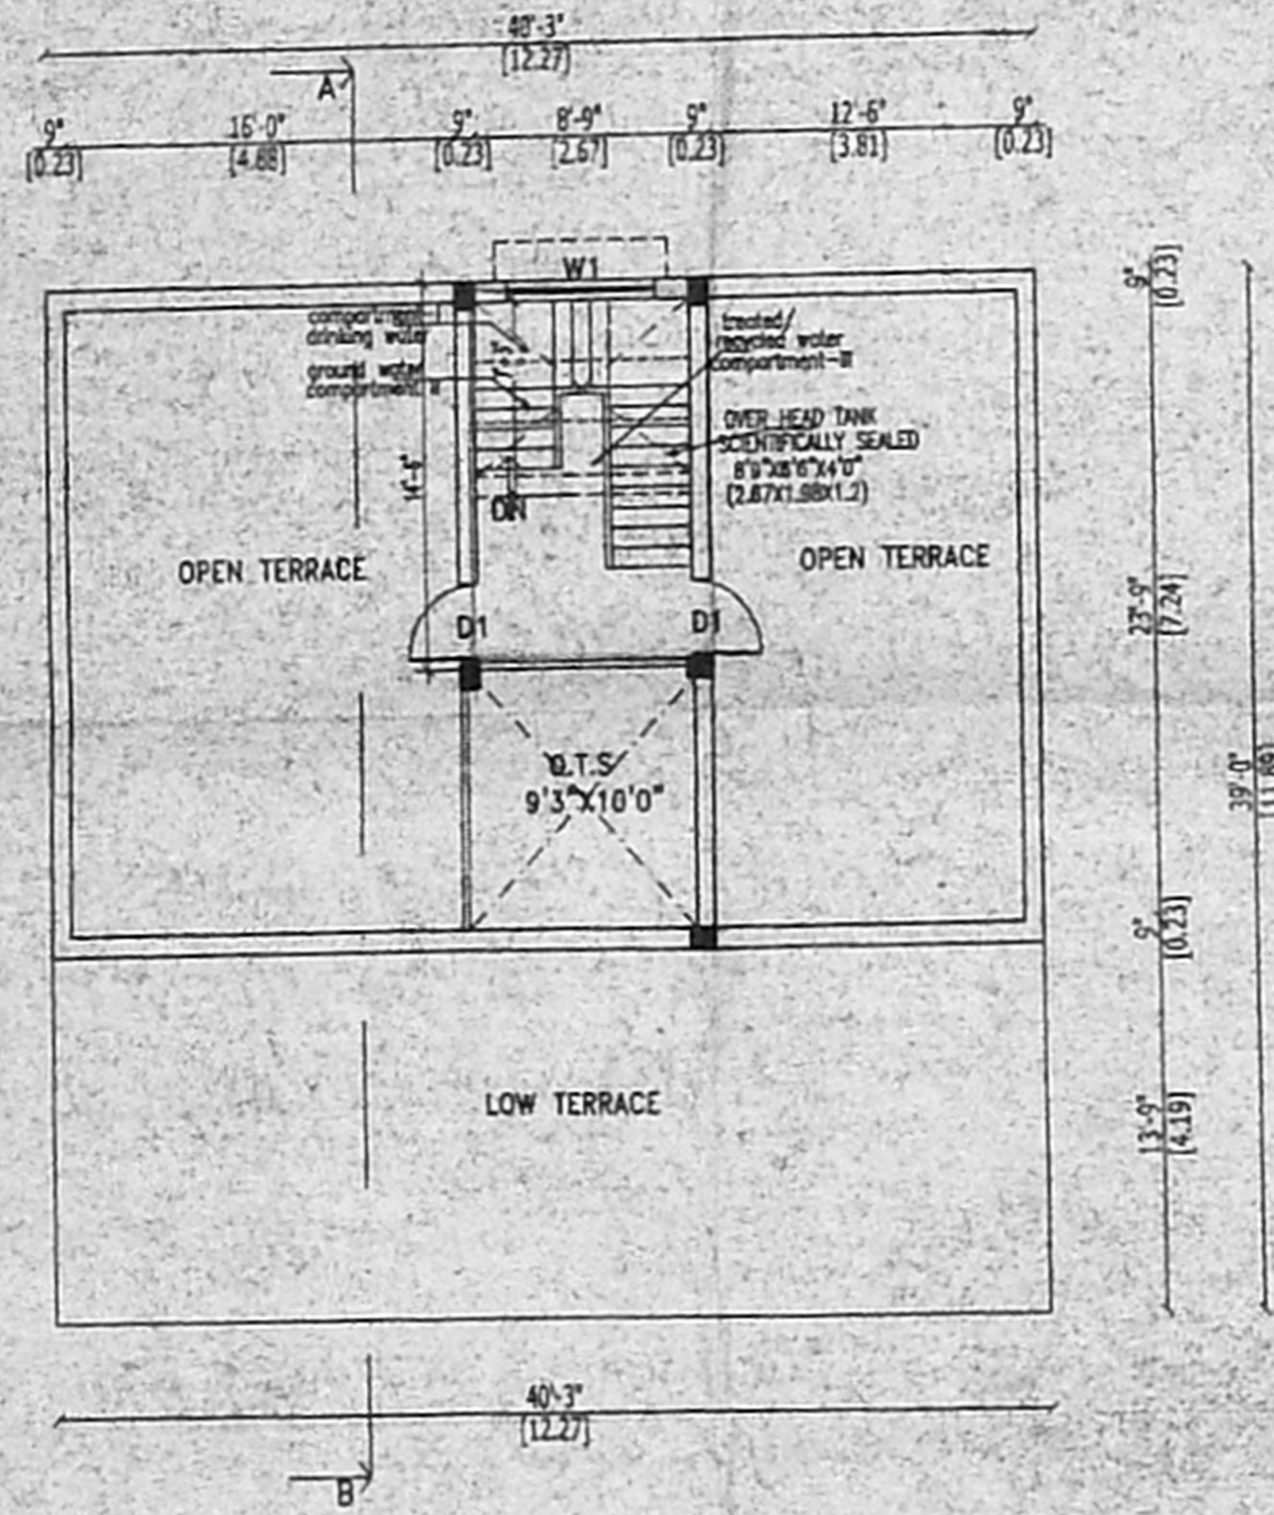 40'-3"
[12.27]
A
9"
[0.23]
16'-0"
[4.88]
9"
[0.23]
8'-9"
[2.67]
9"
[0.23]
12'-6"
[3.81]
9"
[0.23]
W1
9"
[0.23]
compartment
drinking water
ground water
compartment
treated/
recycled water
compartment-III
OVER HEAD TANK
SCIENTIFICALLY SEALED
8'9"X6'6"X4'0"
(2.67X1.98X1.2)
DN
OPEN TERRACE
OPEN TERRACE
D1
D1
23'-9"
[7.24]
O.T.S
9'3"X10'0"
39'-0"
[11.89]
9"
[0.23]
LOW TERRACE
13'-9"
[4.19]
40'-3"
[12.27]
B